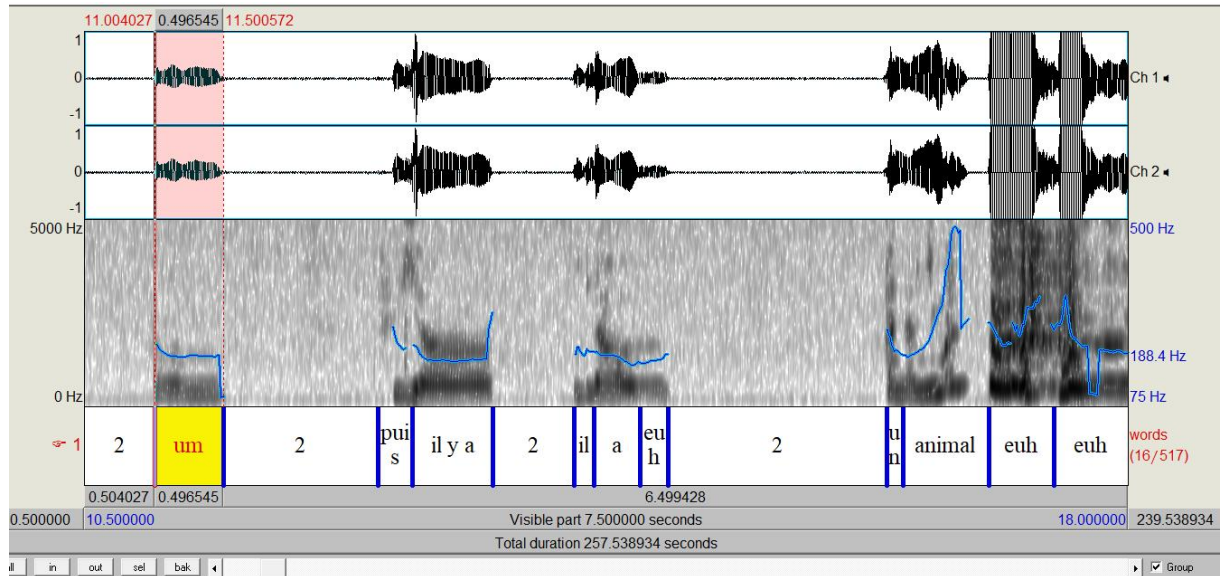 11.004027 0.496545 11.500572
1
0
-1
Ch 1
1
0
-1
Ch 2
5000 Hz
0 Hz
500 Hz
188.4 Hz
75 Hz
1
2 um 2 puis il y a 2 il a euh 2 un animal euh euh
words
(16/517)
0.504027 0.496545 6.499428
0.500000 10.500000 Visible part 7.500000 seconds 18.000000 239.538934
Total duration 257.538934 seconds
in out sel bak Group